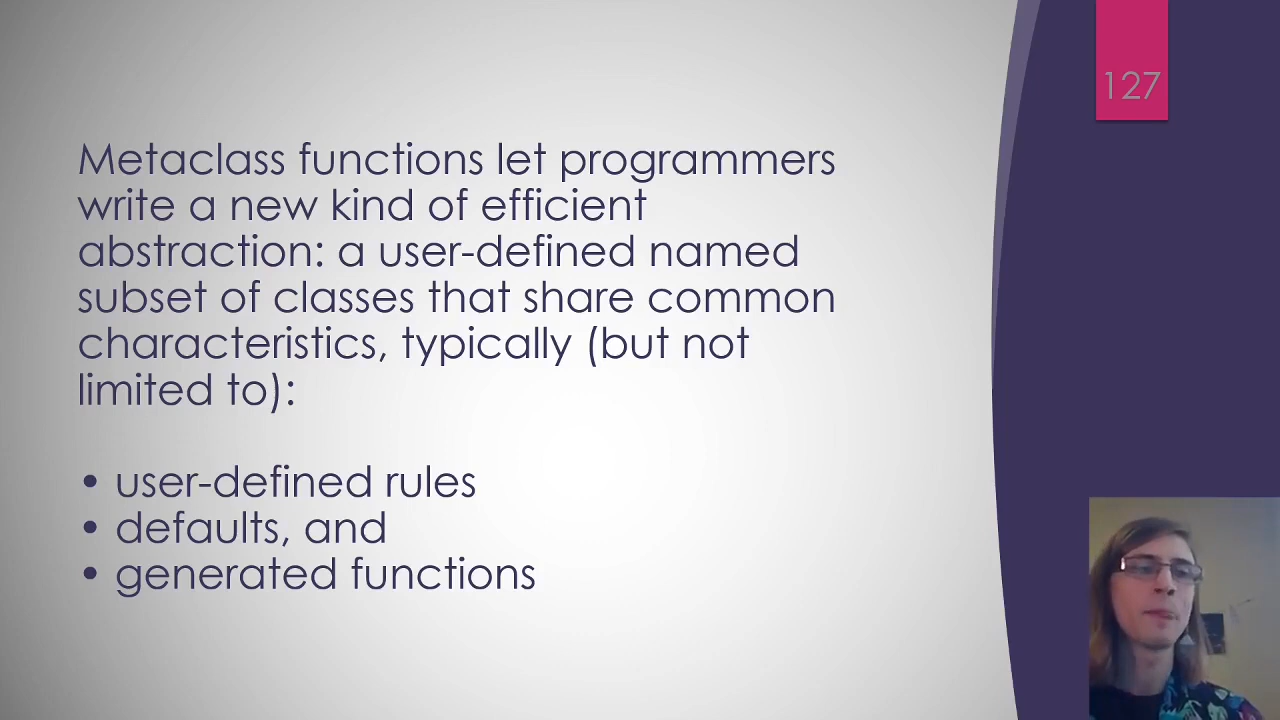 127
Metaclass functions let programmers
write a new kind of efficient
abstraction: a user-defined named
subset of classes that share common
characteristics, typically (but not
limited to):
• user-defined rules
• defaults, and
• generated functions